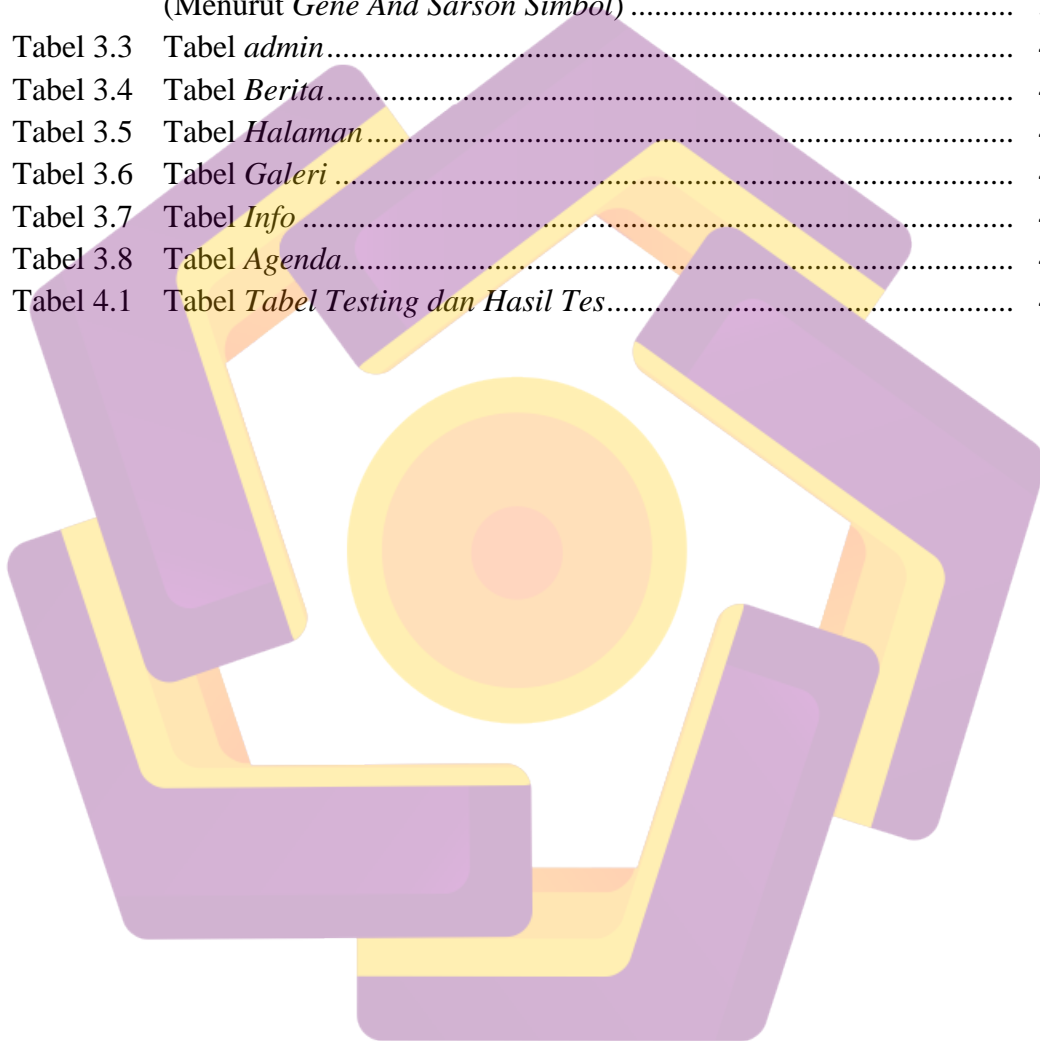 (Menurut Gene And Sarson Simbol) ................................................
Tabel 3.3 Tabel admin................................................
Tabel 3.4 Tabel Berita................................................
Tabel 3.5 Tabel Halaman................................................
Tabel 3.6 Tabel Galeri ................................................
Tabel 3.7 Tabel Info ................................................
Tabel 3.8 Tabel Agenda................................................
Tabel 4.1 Tabel Tabel Testing dan Hasil Tes................................................